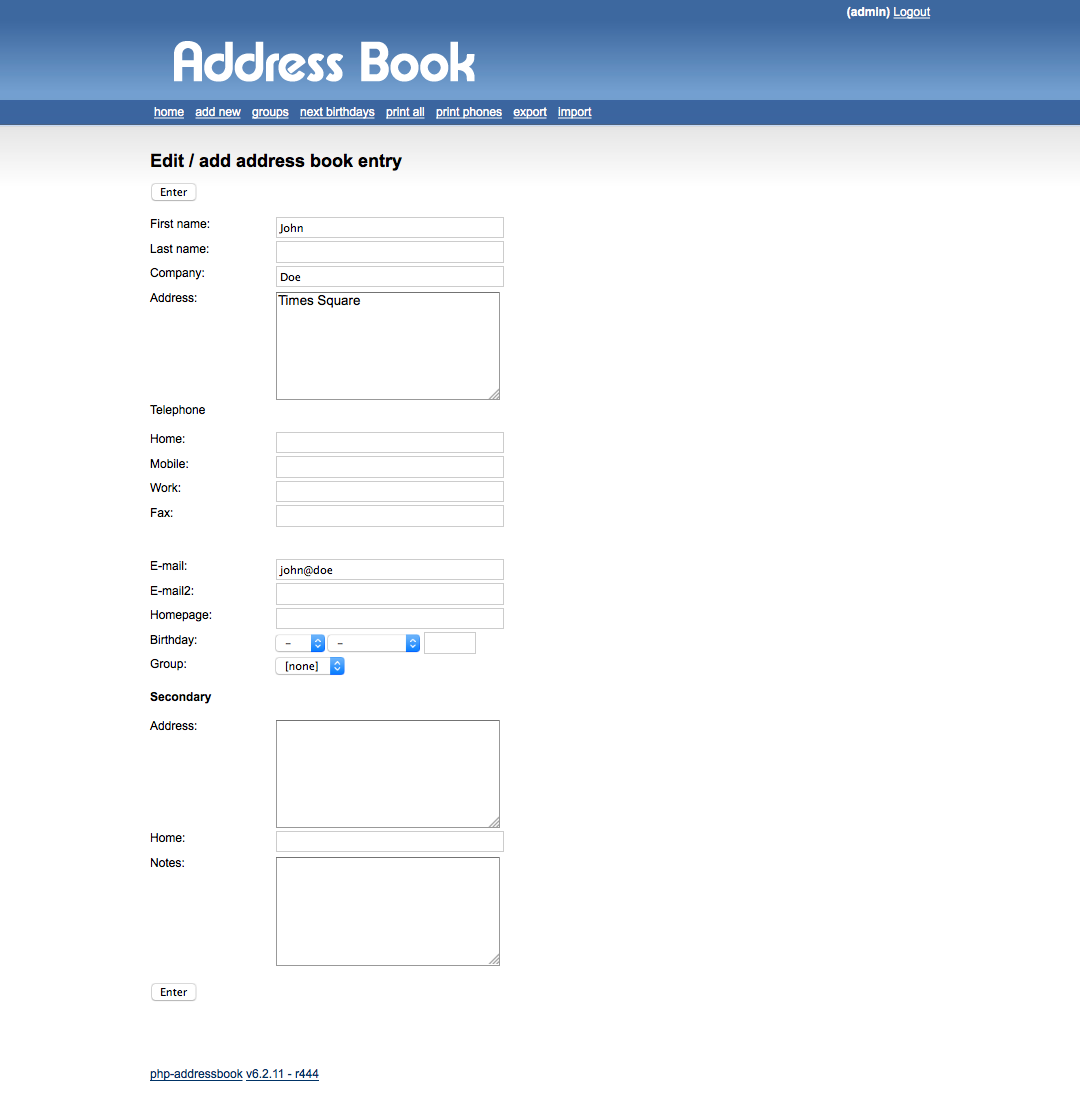 (admin) Logout
Address Book
home add new groups next birthdays print all print phones export import
Edit / add address book entry
Enter
First name: John
Last name:
Company: Doe
Address: Times Square
Telephone
Home:
Mobile:
Work:
Fax:
E-mail: john@doe
E-mail2:
Homepage:
Birthday: - -
Group: [none]
Secondary
Address:
Home:
Notes:
Enter
php-addressbook v6.2.11 - r444